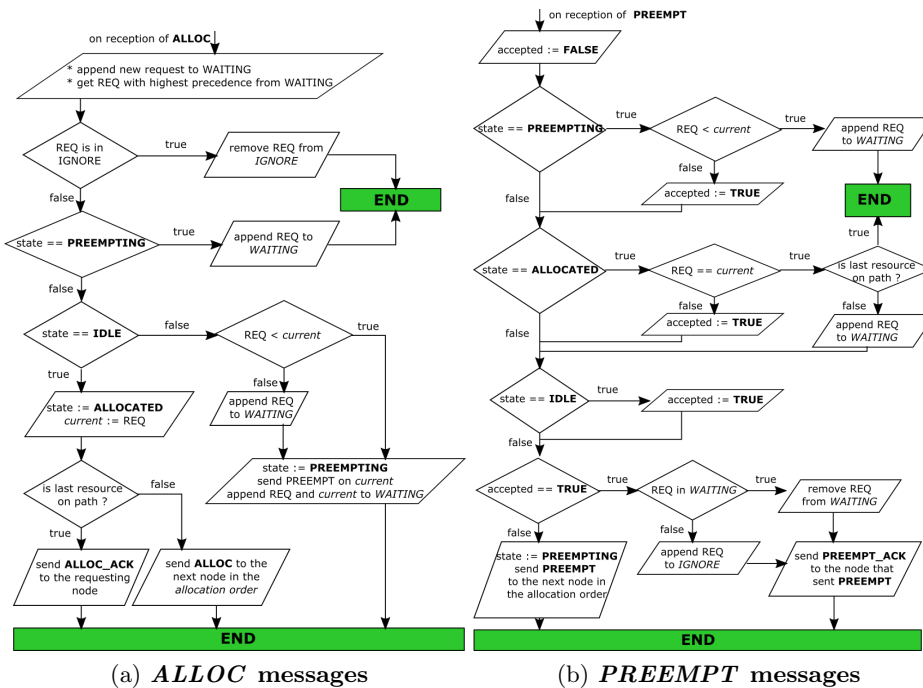 on reception of ALLOC
* append new request to WAITING
* get REQ with highest precedence from WAITING
REQ is in
IGNORE
true
remove REQ from
IGNORE
false
END
state == PREEMPTING
true
append REQ to
WAITING
false
state == IDLE
false
REQ < current
true
true
false
state := ALLOCATED
current := REQ
append REQ
to WAITING
is last resource
on path ?
false
state := PREEMPTING
send PREEMPT on current
append REQ and current to WAITING
true
send ALLOC_ACK
to the requesting
node
send ALLOC to the
next node in the
allocation order
END
(a) ALLOC messages
on reception of PREEMPT
accepted := FALSE
state == PREEMPTING
true
REQ < current
true
append REQ
to WAITING
false
false
accepted := TRUE
END
true
state == ALLOCATED
true
REQ == current
true
is last resource
on path ?
false
false
false
accepted := TRUE
append REQ
to WAITING
state == IDLE
true
accepted := TRUE
false
accepted == TRUE
true
REQ in WAITING
true
remove REQ
from WAITING
false
false
state := PREEMPTING
send PREEMPT
to the next node in
the allocation order
append REQ
to IGNORE
send PREEMPT_ACK
to the node that
sent PREEMPT
END
(b) PREEMPT messages